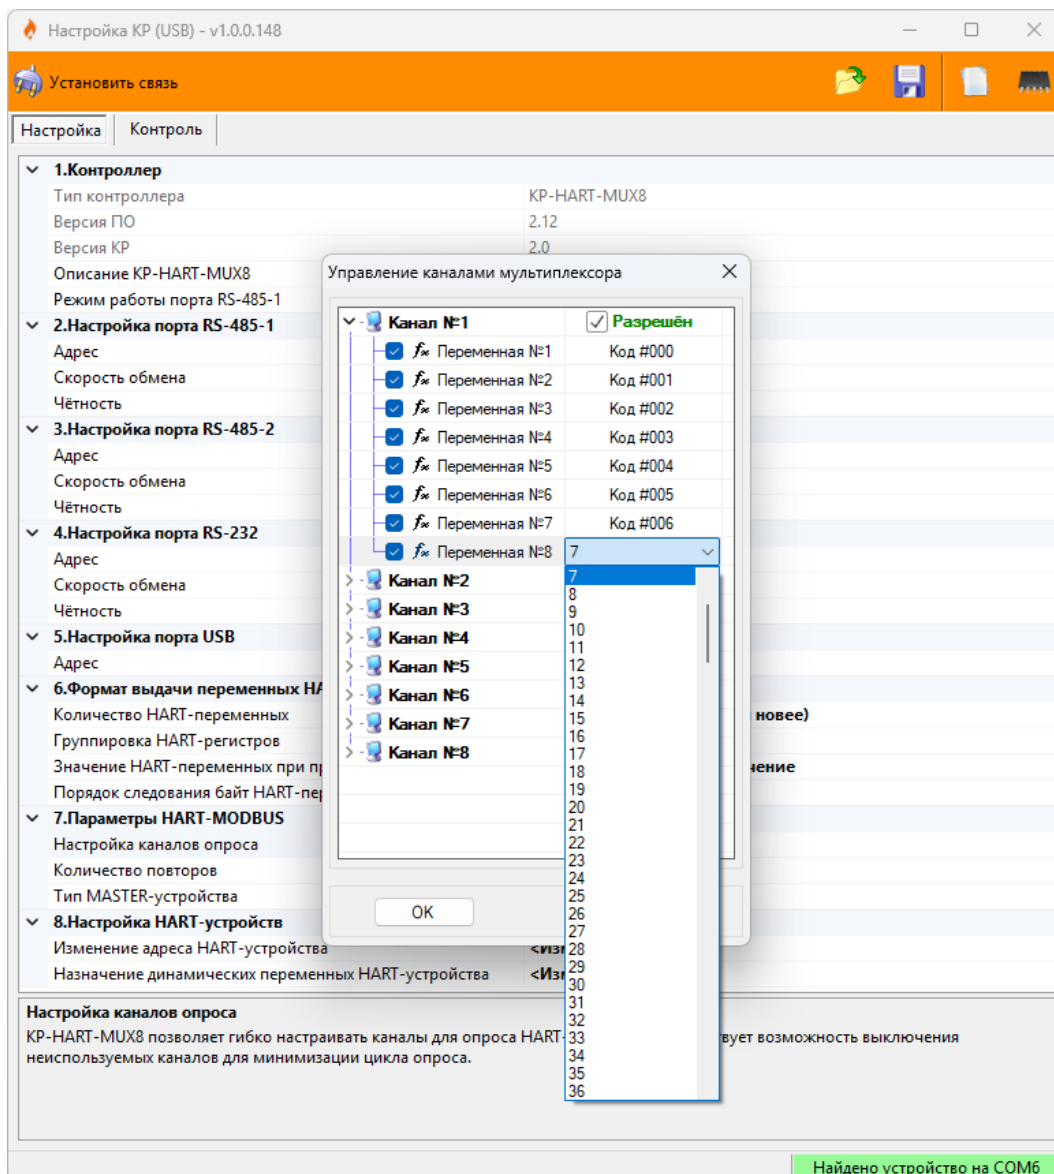 Настройка КР (USB) - v1.0.0.148
Установить связь
Настройка Контроль
1.Контроллер
Тип контроллера KP-HART-MUX8
Версия ПО 2.12
Версия КР 2.0
Описание KP-HART-MUX8
Режим работы порта RS-485-1
2.Настройка порта RS-485-1
Адрес
Скорость обмена
Чётность
3.Настройка порта RS-485-2
Адрес
Скорость обмена
Чётность
4.Настройка порта RS-232
Адрес
Скорость обмена
Чётность
5.Настройка порта USB
Адрес
6.Формат выдачи переменных
Количество HART-переменных новее)
Группировка HART-регистров
Значение HART-переменных при
Порядок следования байт
7.Параметры HART-MODBUS
Настройка каналов опроса
Количество повторов
Тип MASTER-устройства
8.Настройка HART-устройств
Изменение адреса HART-устройства
Назначение динамических переменных HART-устройства
Управление каналами мультиплексора
Канал №1 Разрешён
Переменная №1 Код #000
Переменная №2 Код #001
Переменная №3 Код #002
Переменная №4 Код #003
Переменная №5 Код #004
Переменная №6 Код #005
Переменная №7 Код #006
Переменная №8 7
Канал №2
Канал №3
Канал №4
Канал №5
Канал №6
Канал №7
Канал №8
7
8
9
10
11
12
13
14
15
16
17
18
19
20
21
22
23
24
25
26
27
28
29
30
31
32
33
34
35
36
OK
Настройка каналов опроса
KP-HART-MUX8 позволяет гибко настраивать каналы для опроса HART- возможность выключения
неиспользуемых каналов для минимизации цикла опроса.
Найдено устройство на COM6